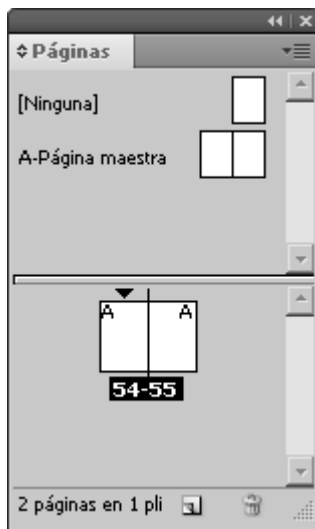 Páginas
[Ninguna]
A-Página maestra
A A
54-55
2 páginas en 1 pli